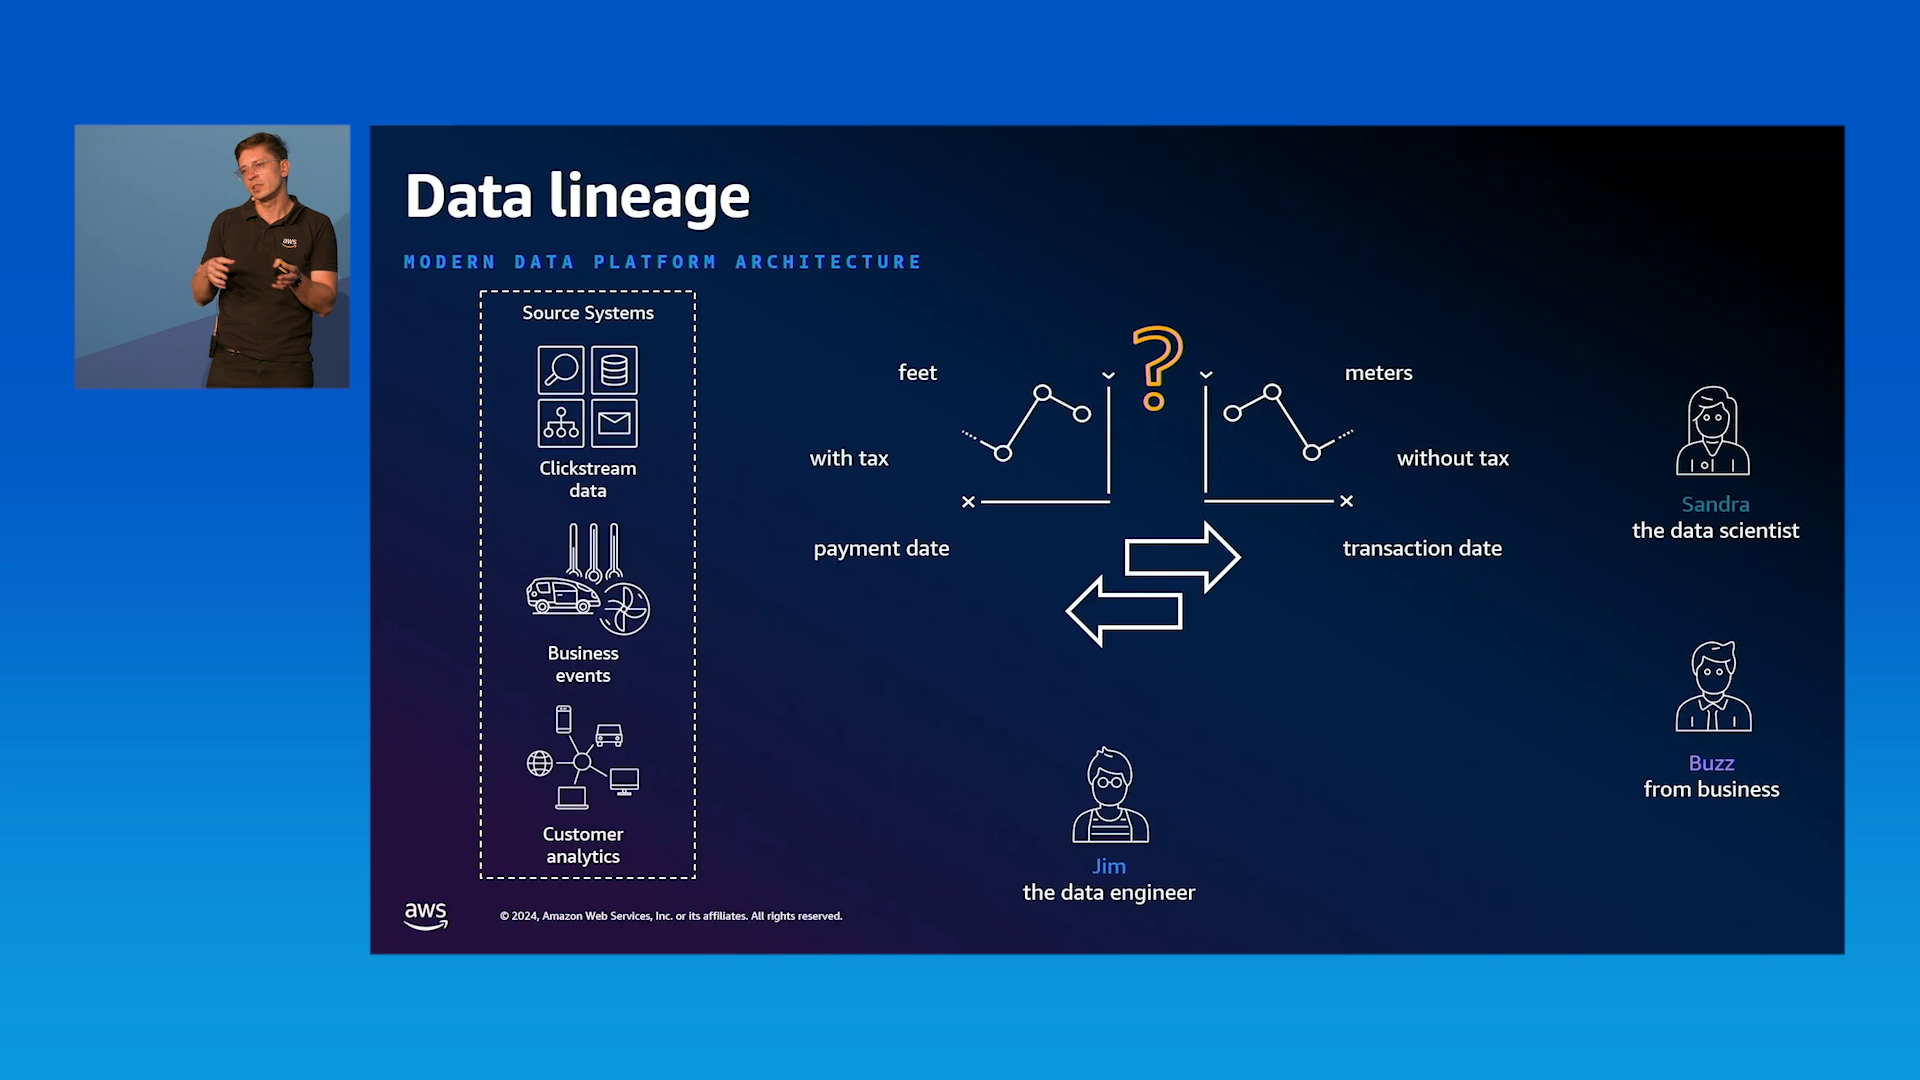 Data lineage
MODERN DATA PLATFORM ARCHITECTURE
Source Systems
Clickstream
data
Business
events
Customer
analytics
feet
meters
with tax
without tax
payment date
transaction date
Sandra
the data scientist
Buzz
from business
Jim
the data engineer
aws
© 2024, Amazon Web Services, Inc. or its affiliates. All rights reserved.
aws